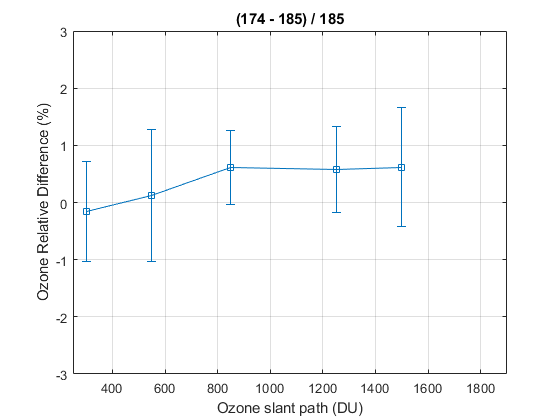 (174 - 185) / 185
Ozone Relative Difference (%)
3
2
1
0
-1
-2
-3
400 600 800 1000 1200 1400 1600 1800
Ozone slant path (DU)